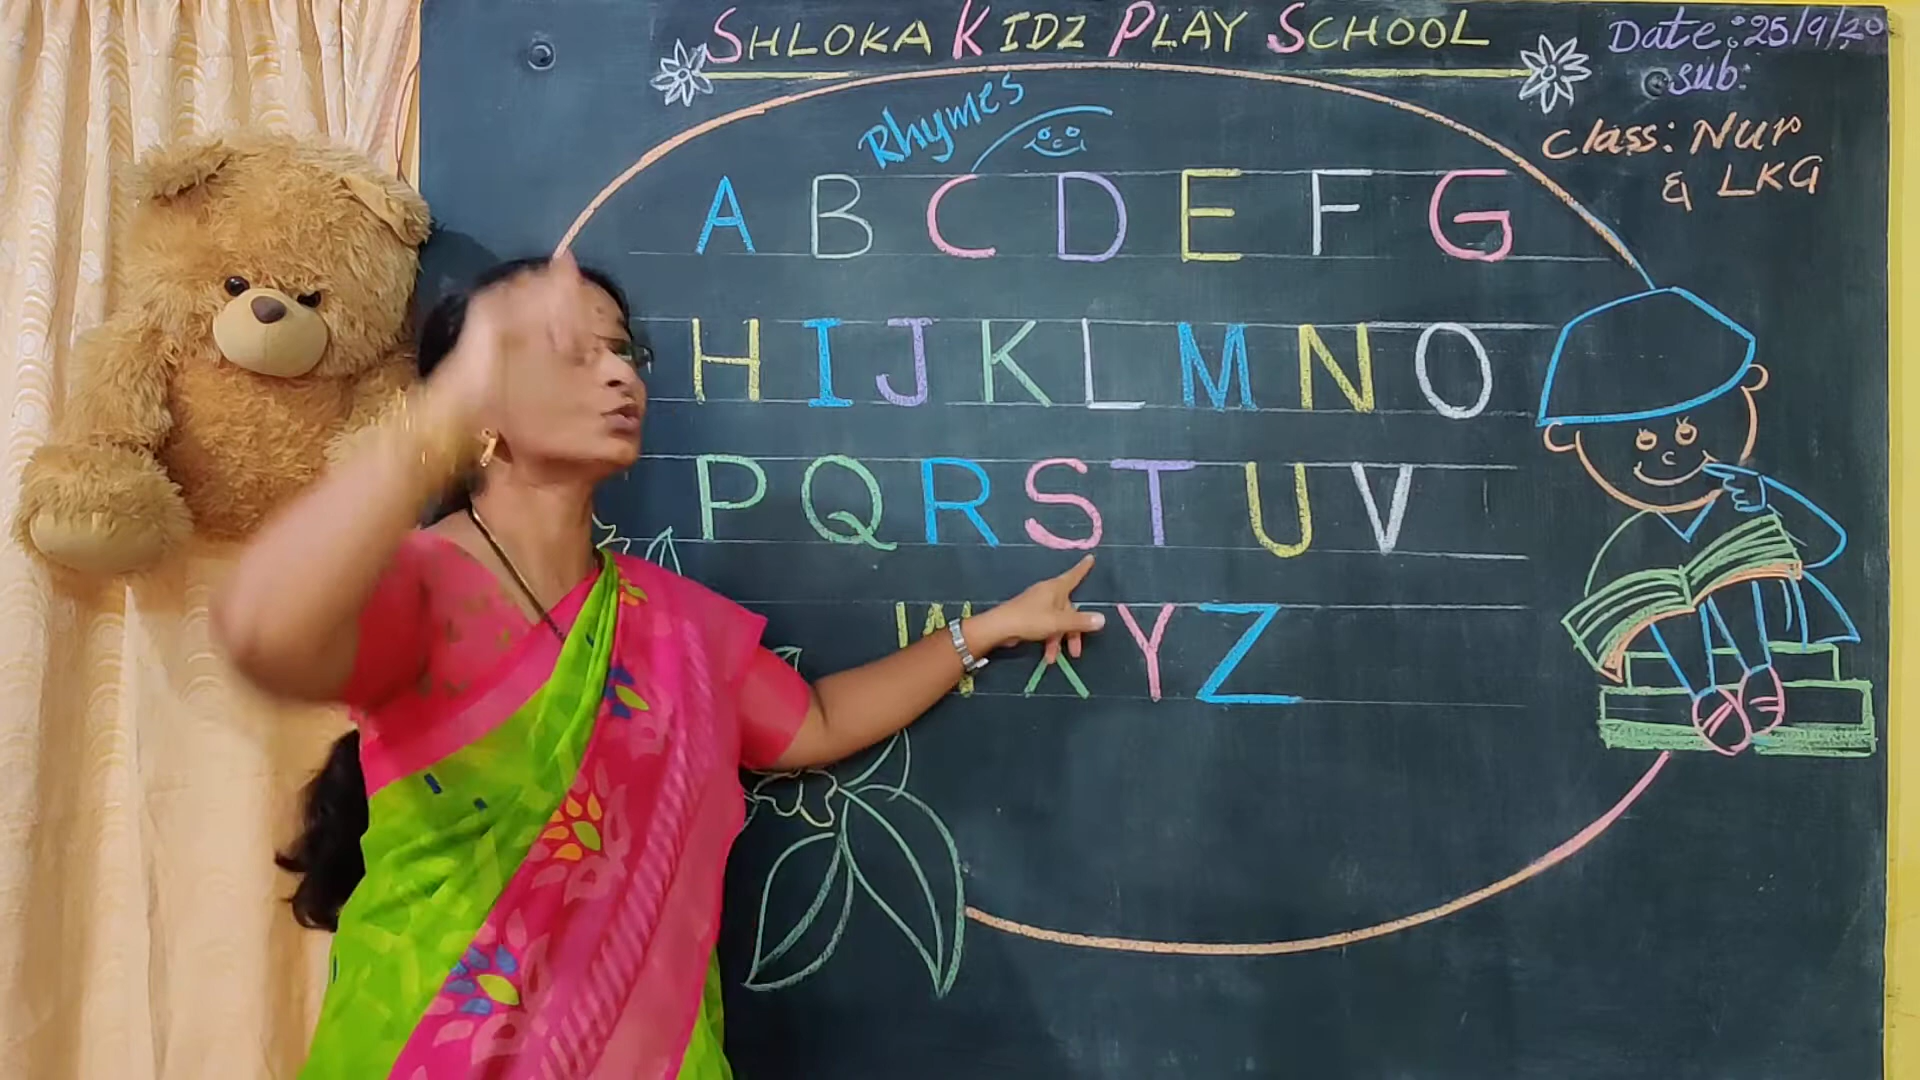 SHLOKA KIDZ PLAY SCHOOL
Date: 25/9/20
Sub:
Class: Nur
& LKG
Rhymes
A B C D E F G
H I J K L M N O
P Q R S T U V
W X Y Z